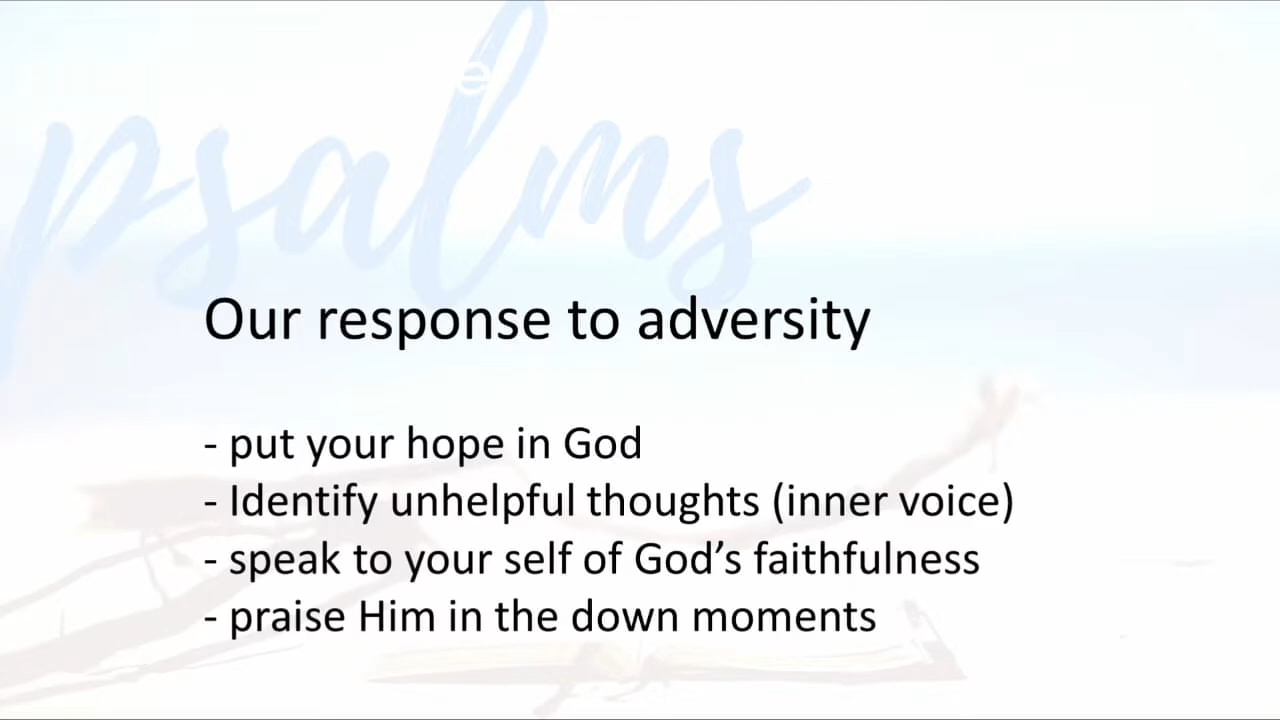 psalms
Our response to adversity
- put your hope in God
- Identify unhelpful thoughts (inner voice)
- speak to your self of God’s faithfulness
- praise Him in the down moments